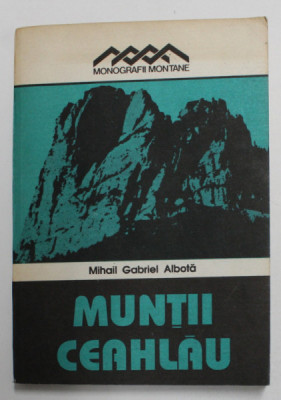 MONOGRAFII MONTANE
Mihail Gabriel Albotă
MUNȚII
CEAHLĂU